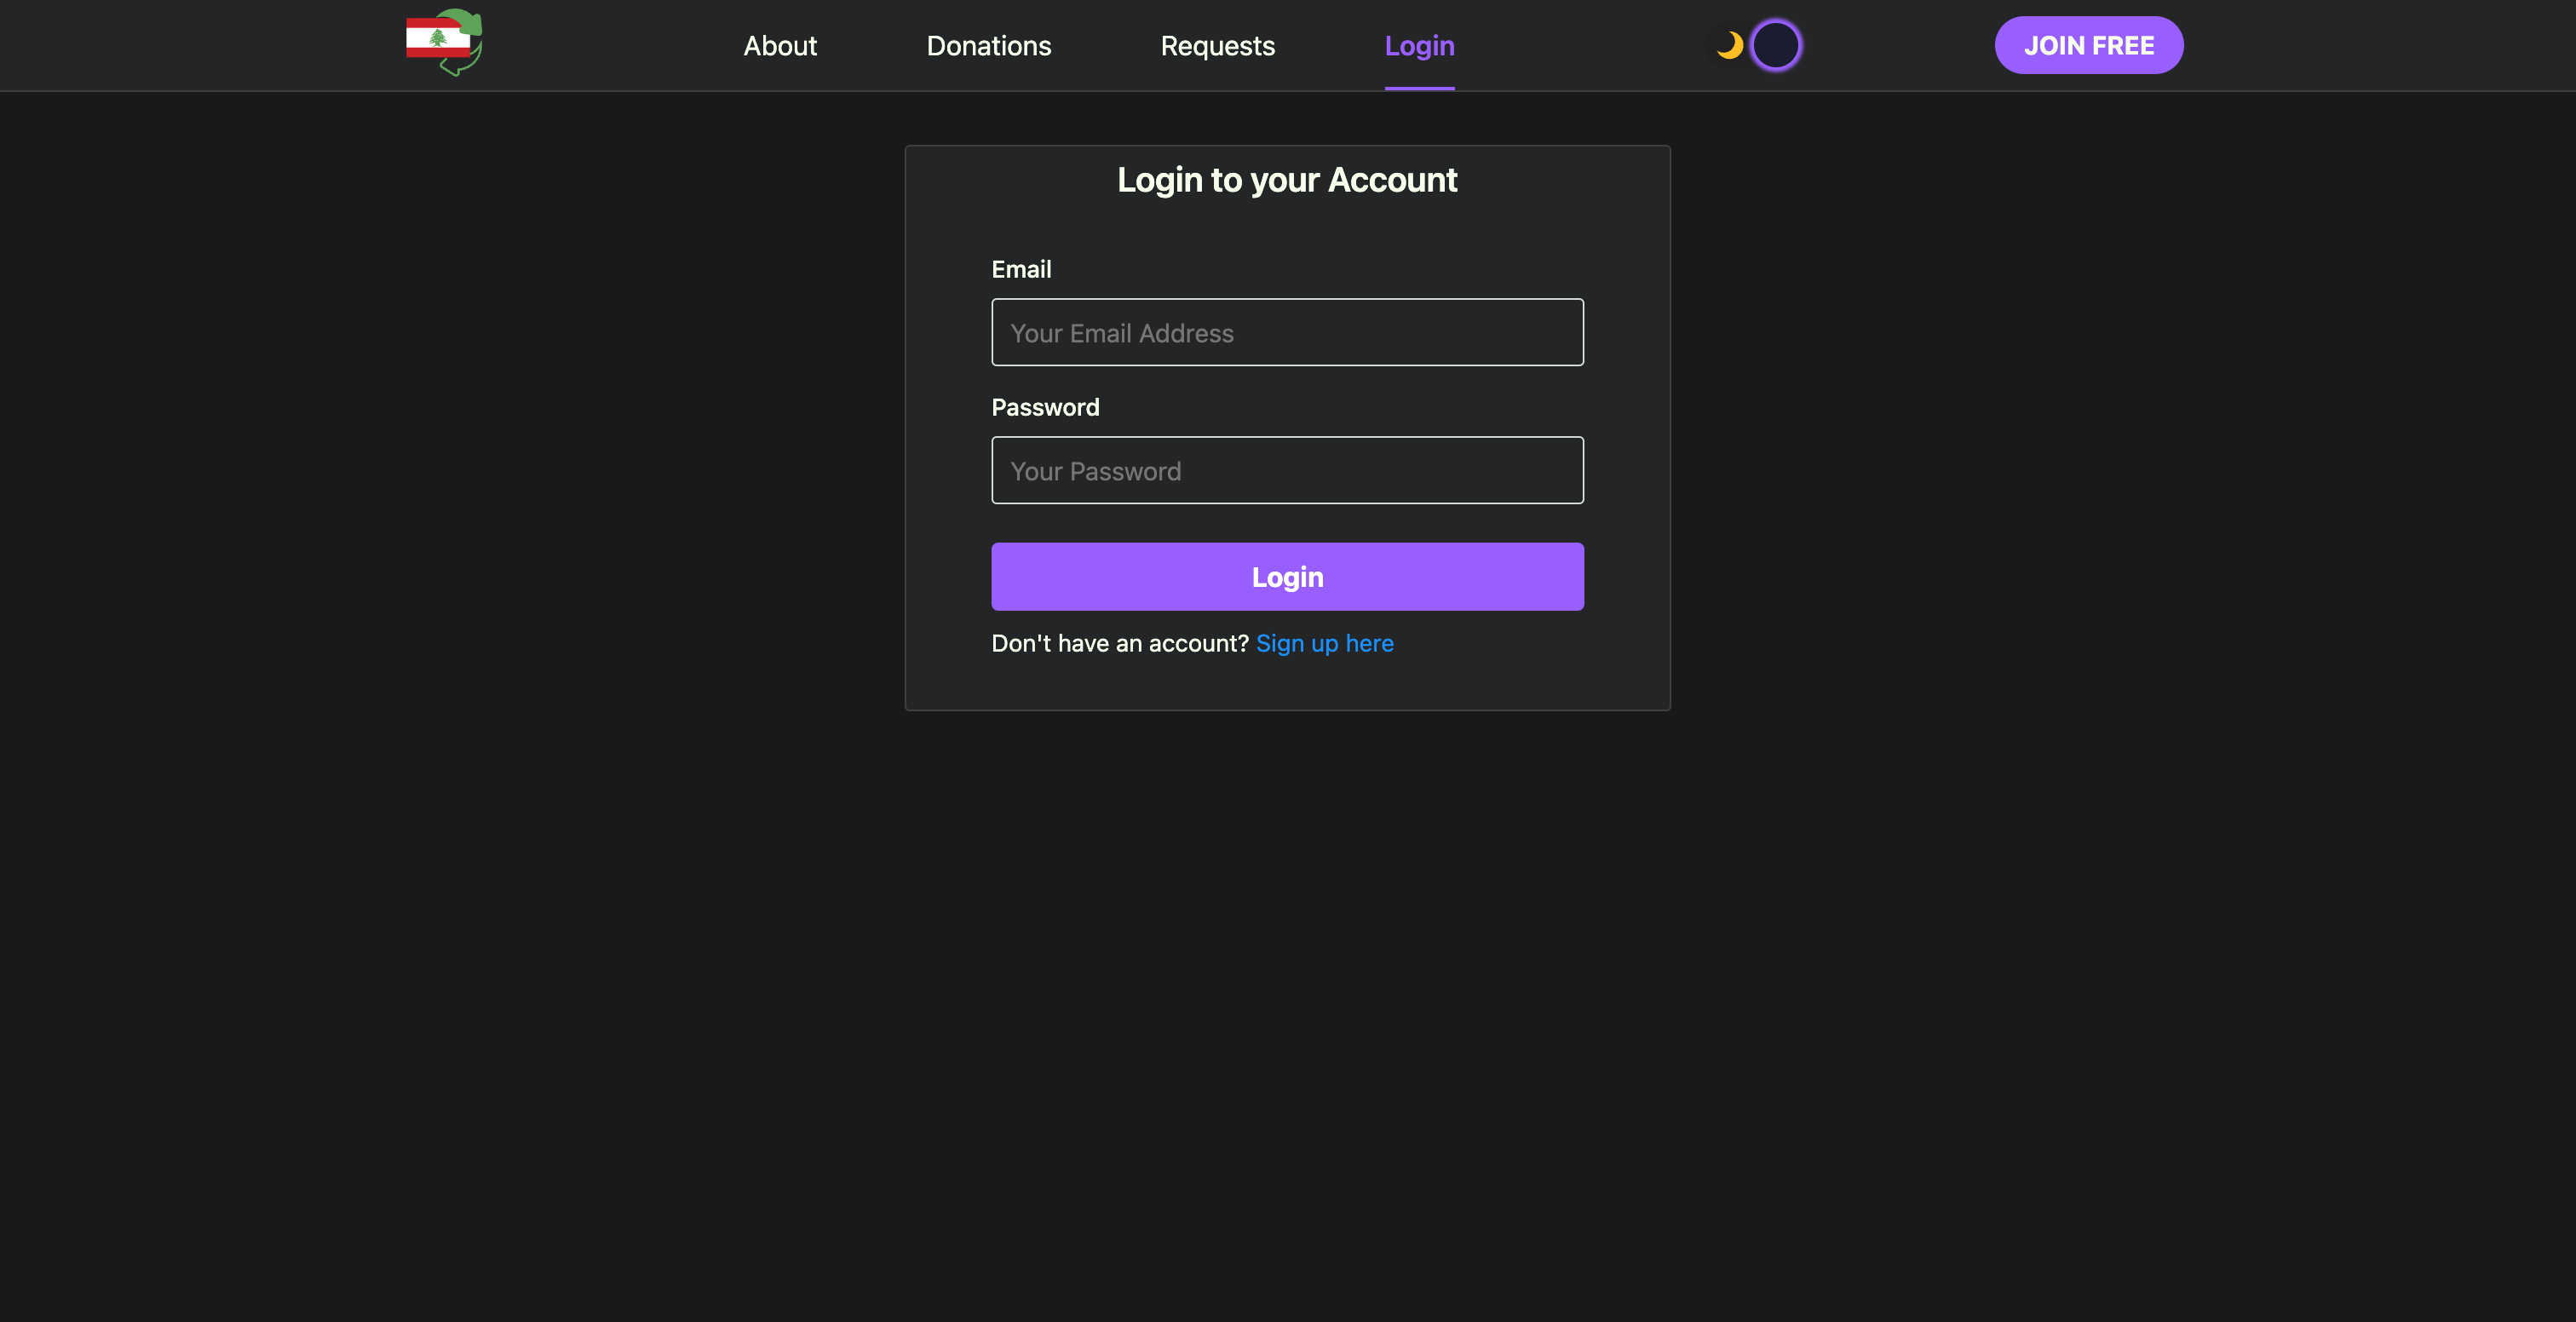 About
Donations
Requests
Login
JOIN FREE
Login to your Account
Email
Your Email Address
Password
Your Password
Login
Don't have an account? Sign up here